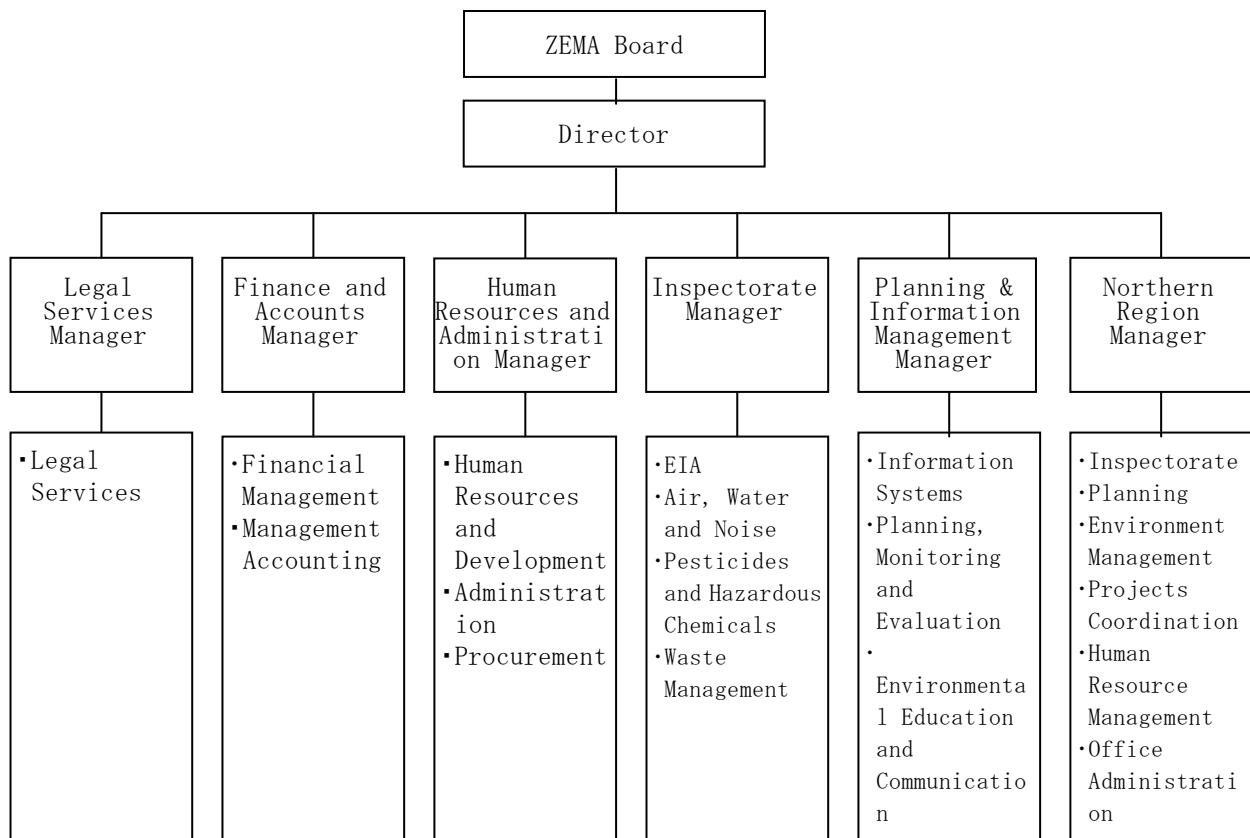 ZEMA Board
Director
Legal
Services
Manager
Finance and
Accounts
Manager
Human
Resources and
Administrati
on Manager
Inspectorate
Manager
Planning &
Information
Management
Manager
Northern
Region
Manager
▪Legal
Services
・Financial
Management
▪Management
Accounting
▪Human
Resources
and
Development
▪Administrat
ion
▪Procurement
・EIA
・Air, Water
and Noise
・Pesticides
and Hazardous
Chemicals
・Waste
Management
・Information
Systems
・Planning,
Monitoring
and
Evaluation
・
Environmenta
l Education
and
Communicatio
n
・Inspectorate
・Planning
・Environment
Management
・Projects
Coordination
・Human
Resource
Management
・Office
Administrati
on